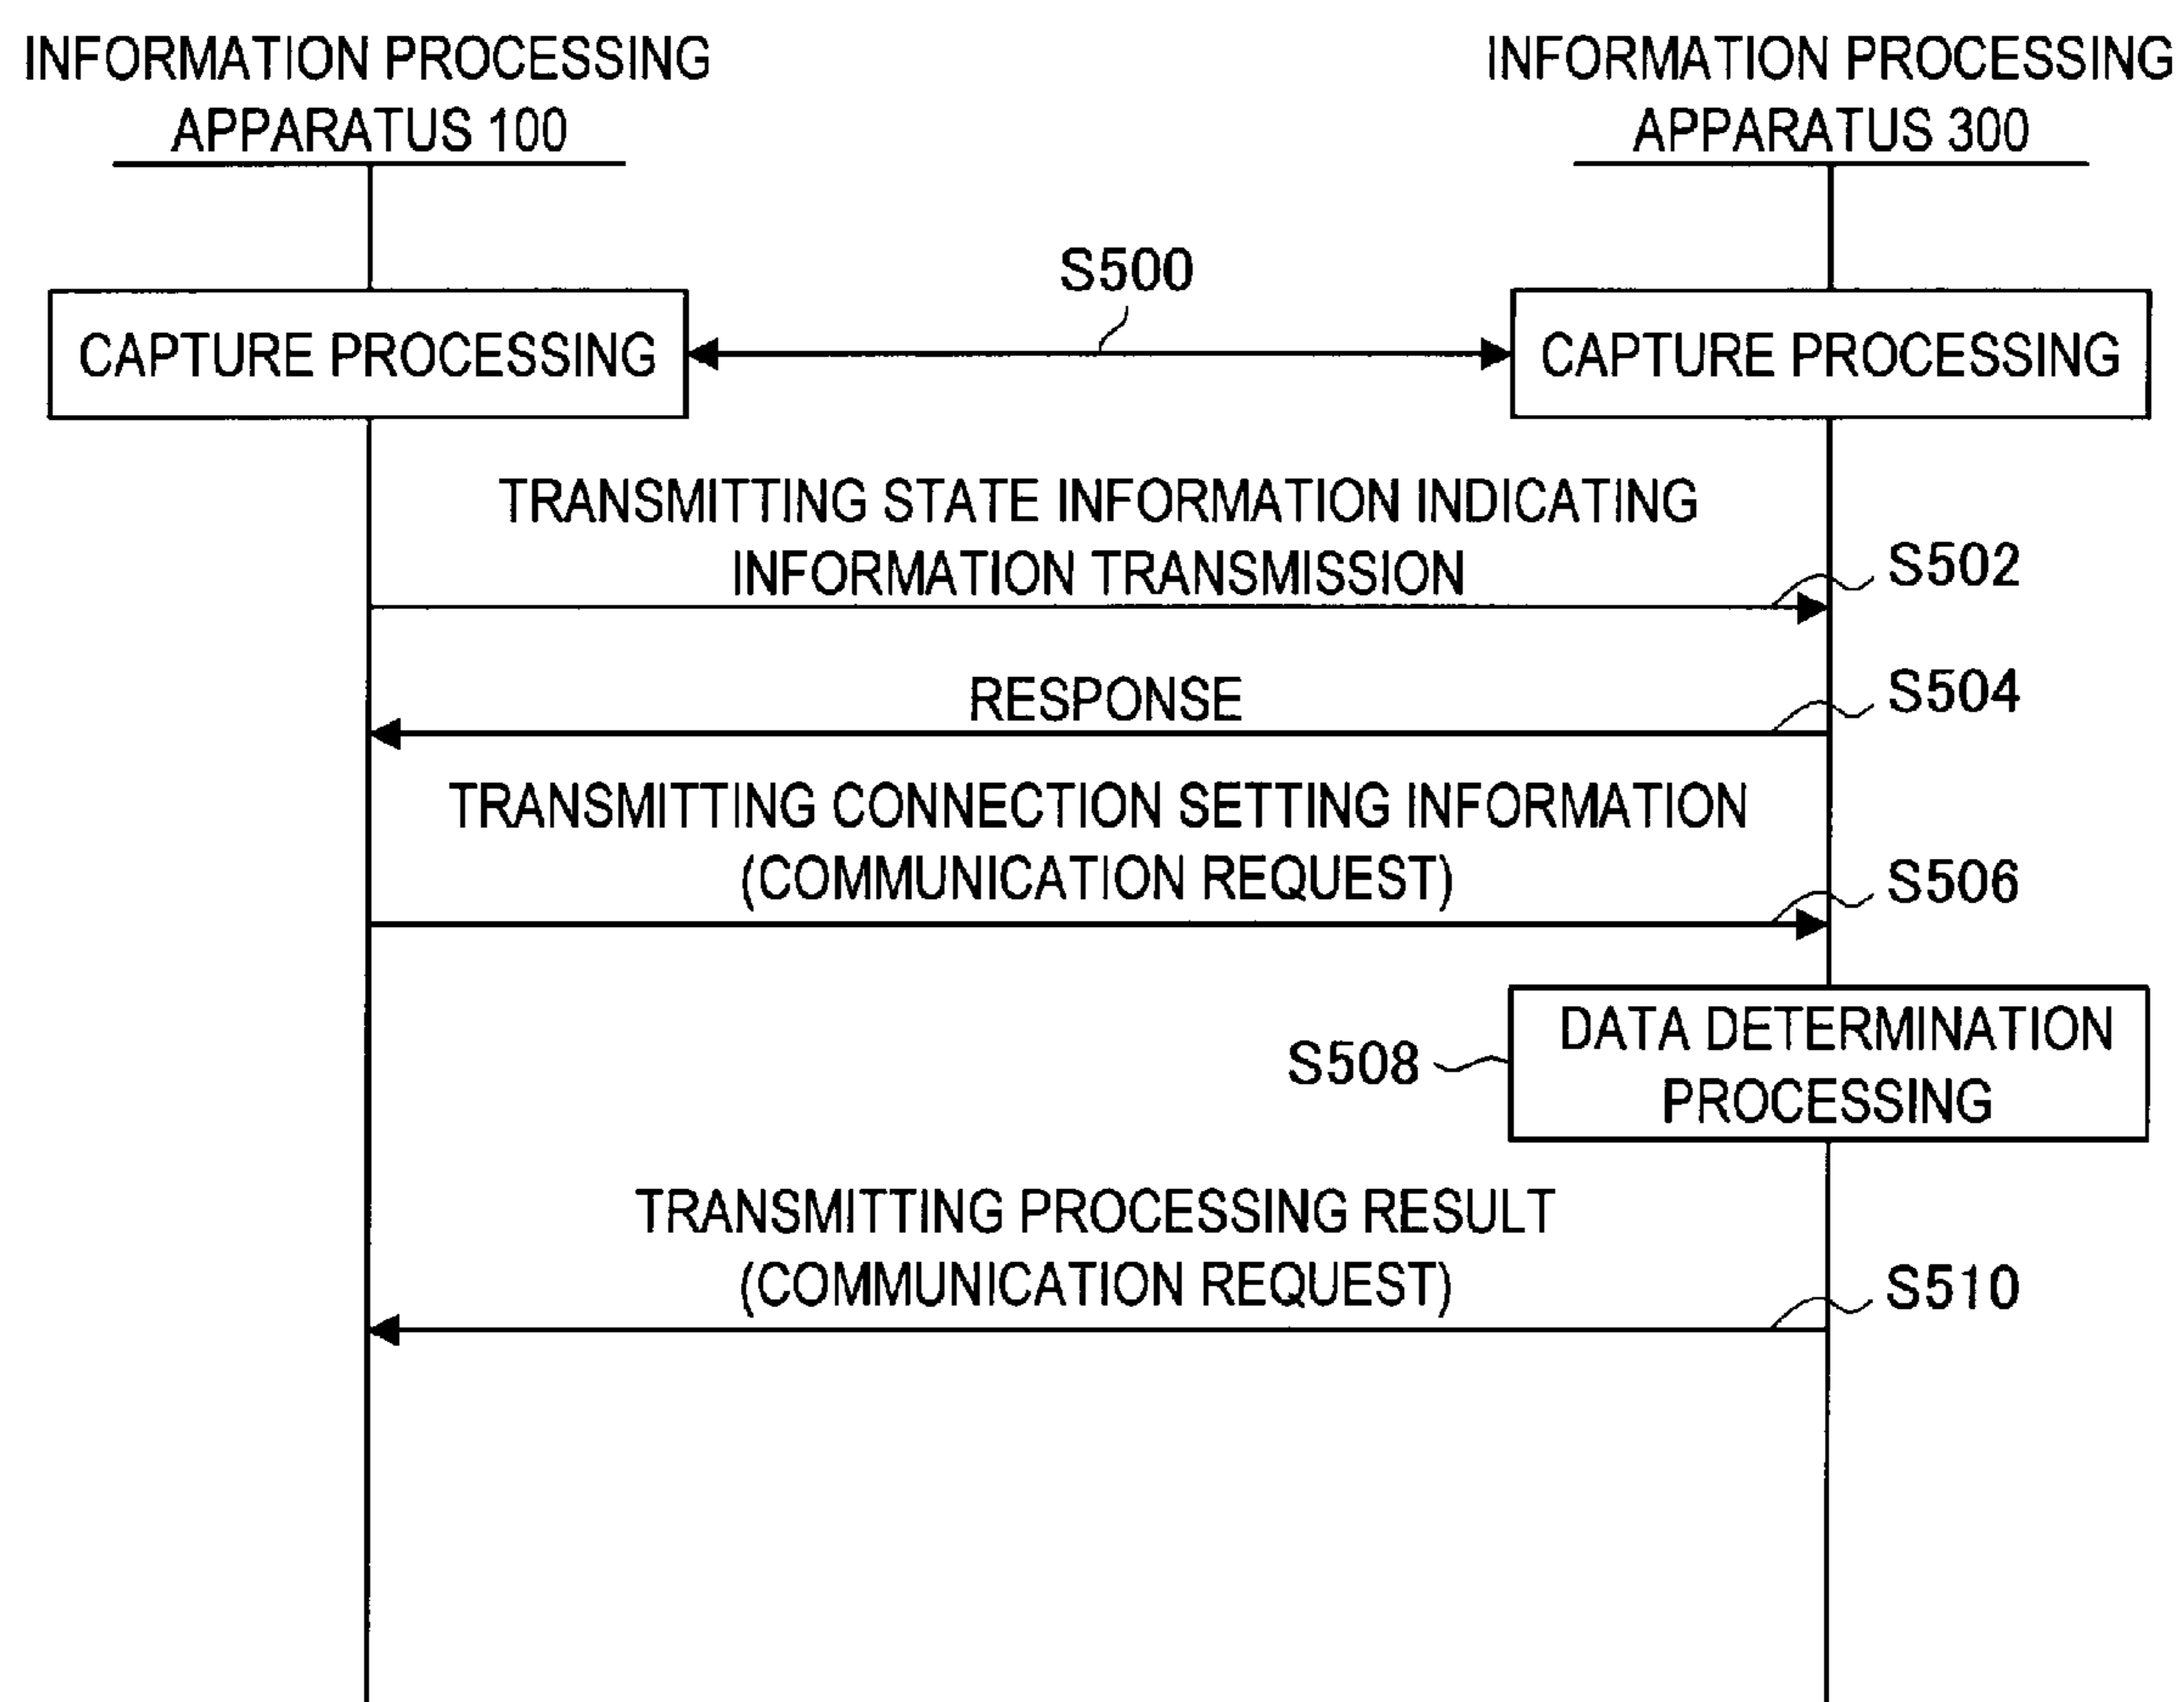 INFORMATION PROCESSING
APPARATUS 100
INFORMATION PROCESSING
APPARATUS 300
S500
CAPTURE PROCESSING
CAPTURE PROCESSING
TRANSMITTING STATE INFORMATION INDICATING
INFORMATION TRANSMISSION
S502
RESPONSE
S504
TRANSMITTING CONNECTION SETTING INFORMATION
(COMMUNICATION REQUEST)
S506
DATA DETERMINATION
PROCESSING
S508
TRANSMITTING PROCESSING RESULT
(COMMUNICATION REQUEST)
S510